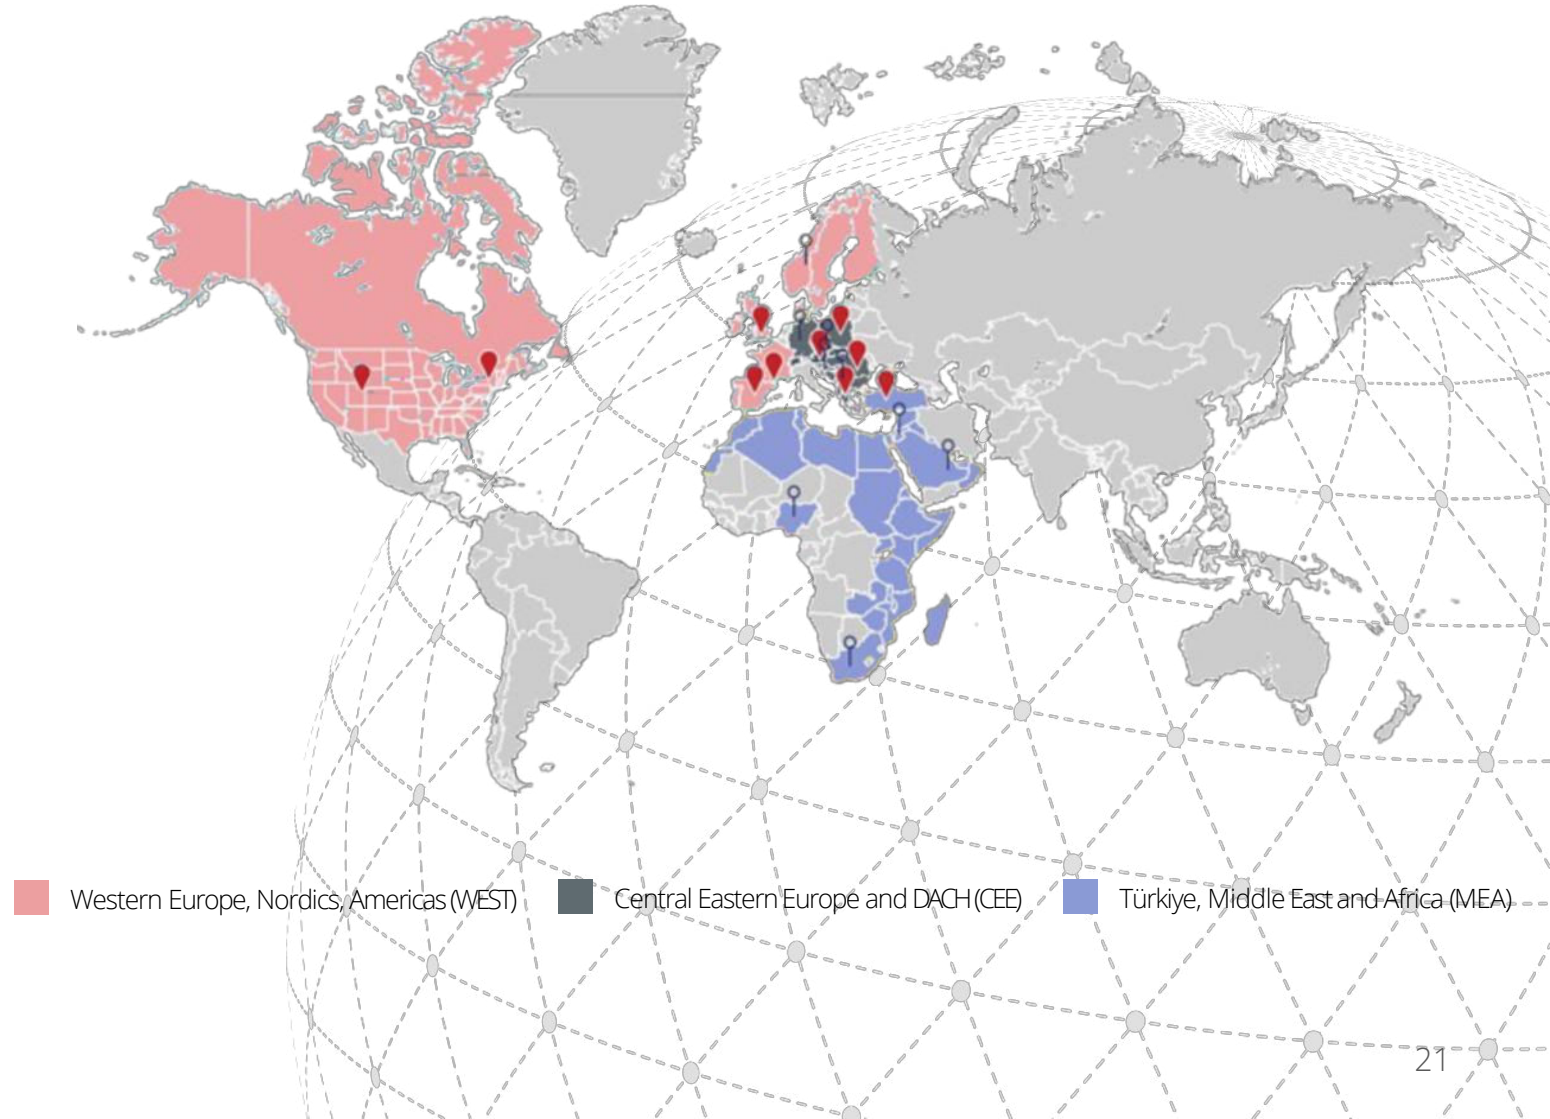 Western Europe, Nordics, Americas (WEST)
Central Eastern Europe and DACH (CEE)
Türkiye, Middle East and Africa (MEA)
21